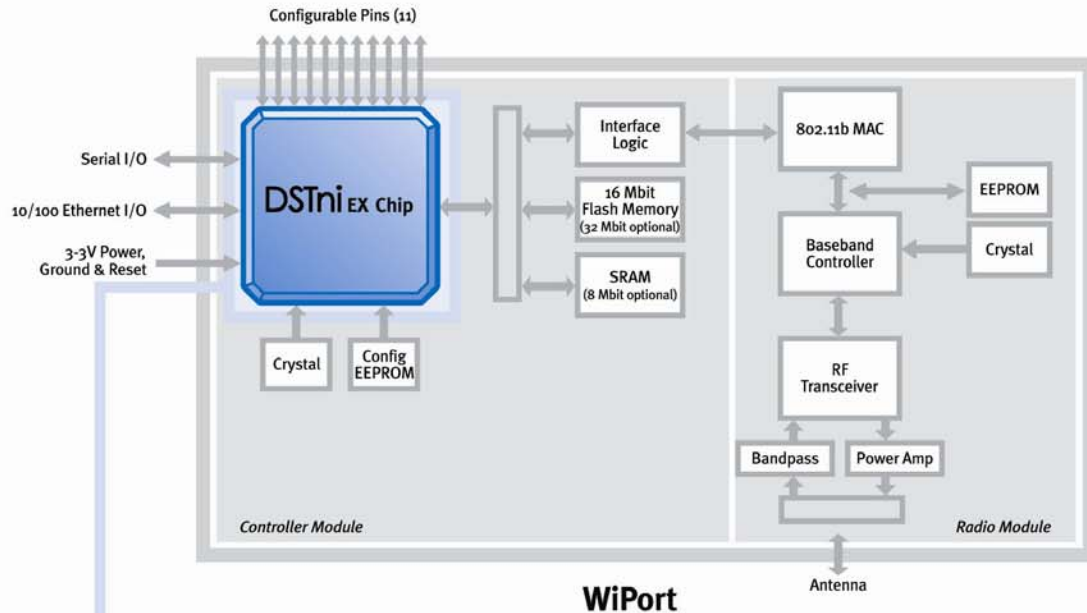 Configurable Pins (11)
Serial I/O
10/100 Ethernet I/O
3-3V Power,
Ground & Reset
DSTni EX Chip
Crystal
Config
EEPROM
Interface
Logic
16 Mbit
Flash Memory
(32 Mbit optional)
SRAM
(8 Mbit optional)
Controller Module
802.11b MAC
EEPROM
Baseband
Controller
Crystal
RF
Transceiver
Bandpass
Power Amp
Radio Module
Antenna
WiPort